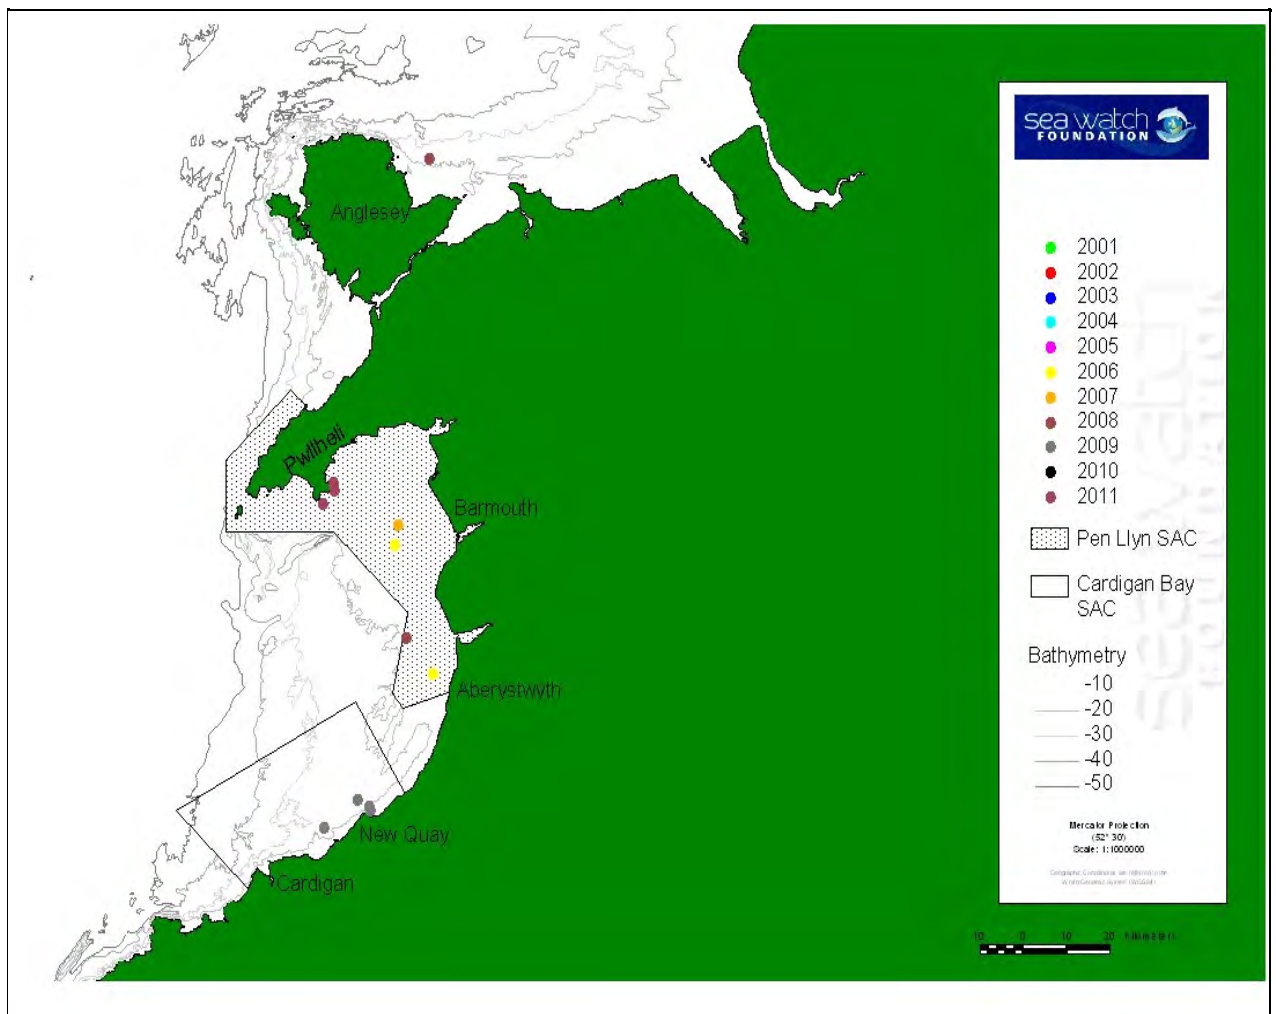 sea watch
FOUNDATION
Anglesey
Pwllheli
Barmouth
Aberystwyth
New Quay
Cardigan
2001
2002
2003
2004
2005
2006
2007
2008
2009
2010
2011
Pen Llyn SAC
Cardigan Bay
SAC
Bathymetry
-10
-20
-30
-40
-50
Mercator Projection
(52° 30)
Scale: 1:1000000
10 0 10 20 Kilometers